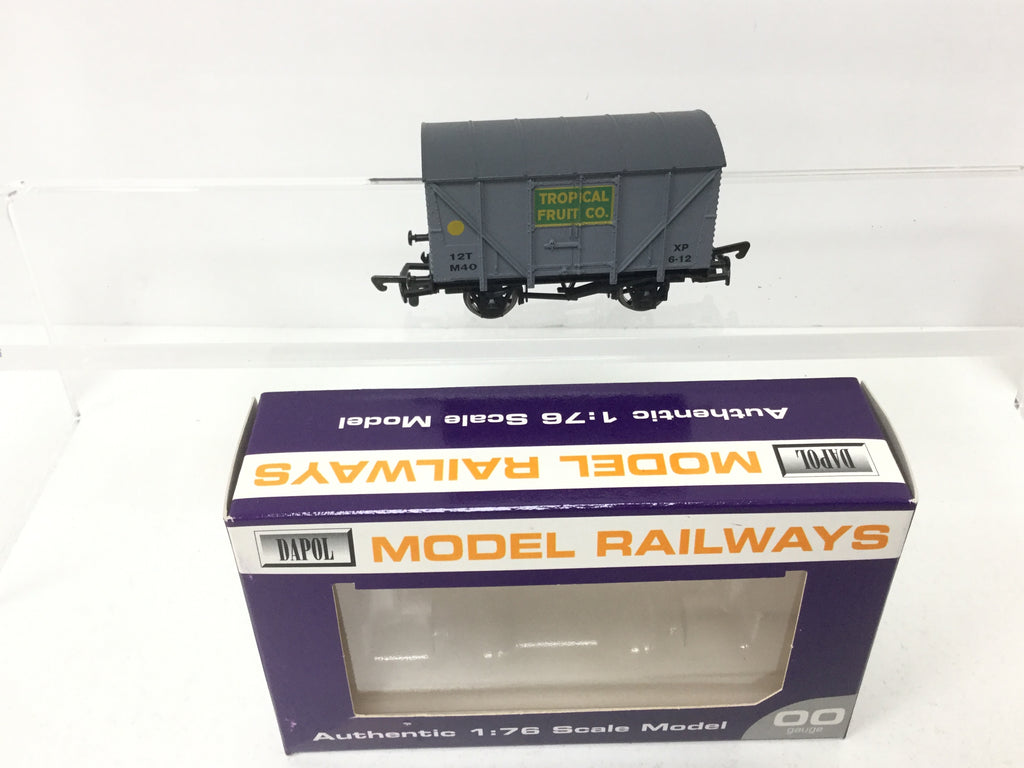 TROPICAL
FRUIT CO.
12T
M40
XP
6-12
Authentic 1:76 Scale Model
MODEL RAILWAYS
DAPOL
DAPOL
MODEL RAILWAYS
Authentic 1:76 Scale Model
OO
gauge